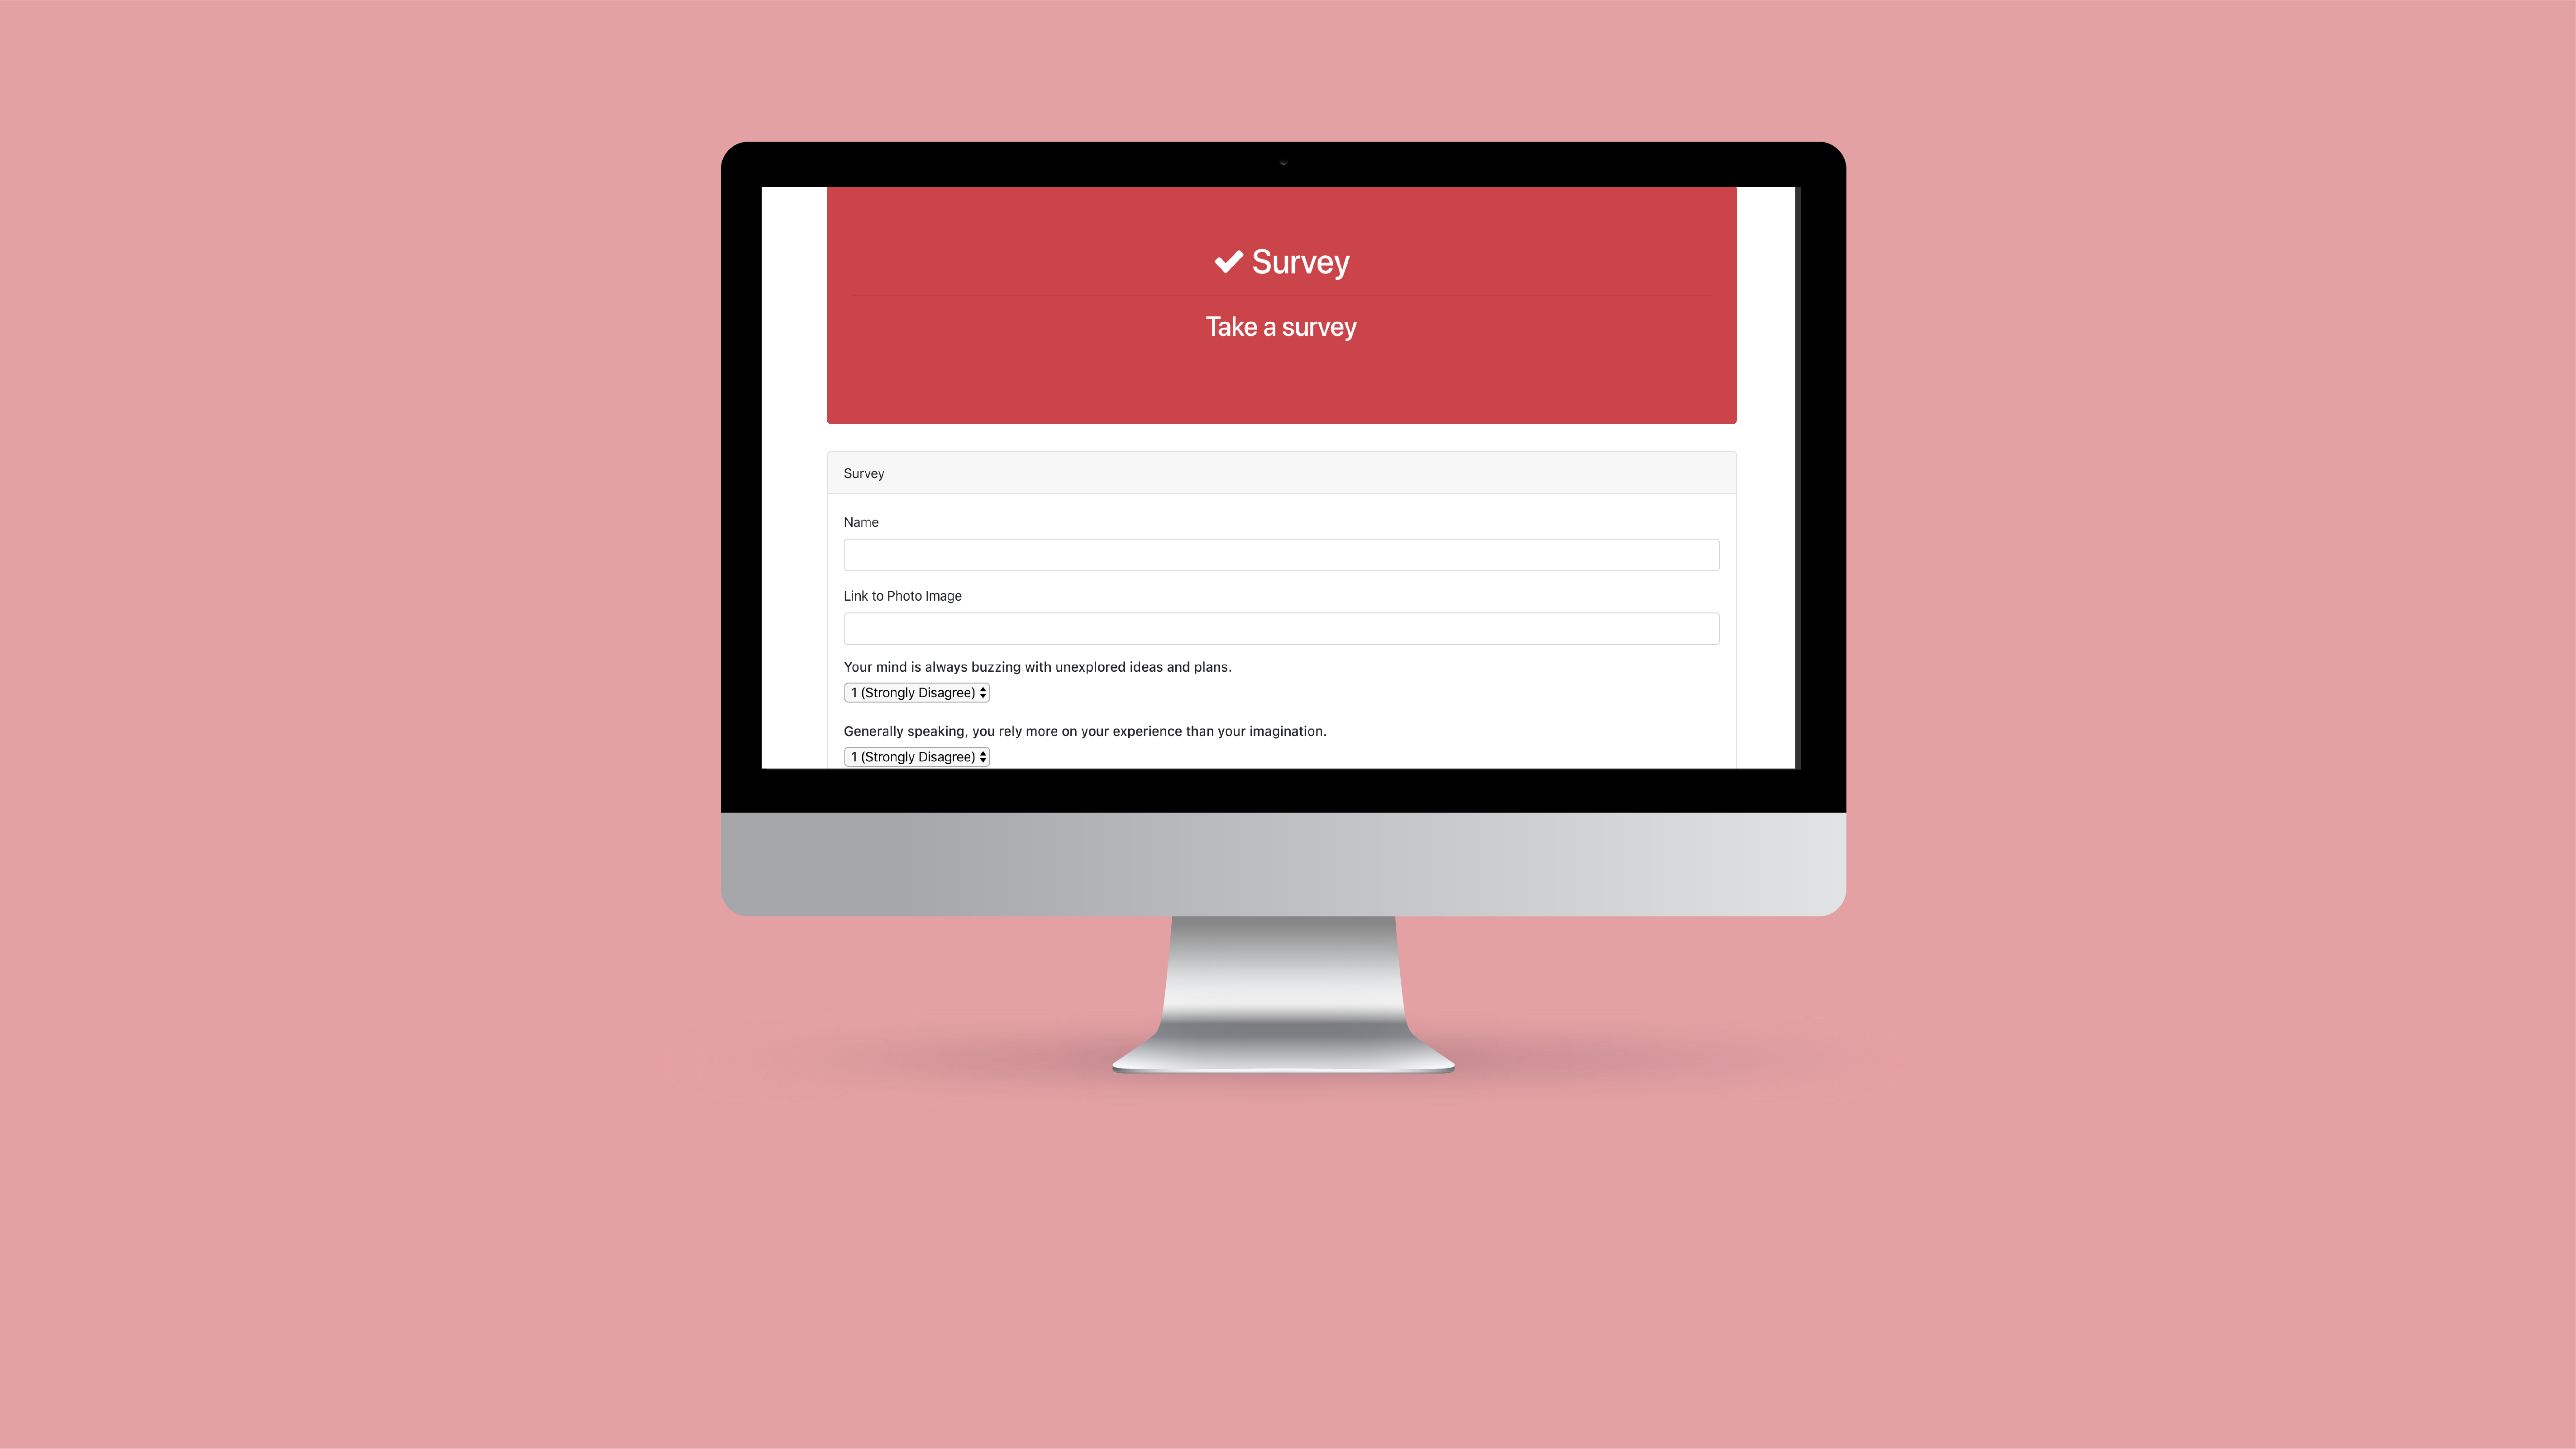 Survey
Take a survey
Survey
Name
Link to Photo Image
Your mind is always buzzing with unexplored ideas and plans.
1 (Strongly Disagree)
Generally speaking, you rely more on your experience than your imagination.
1 (Strongly Disagree)